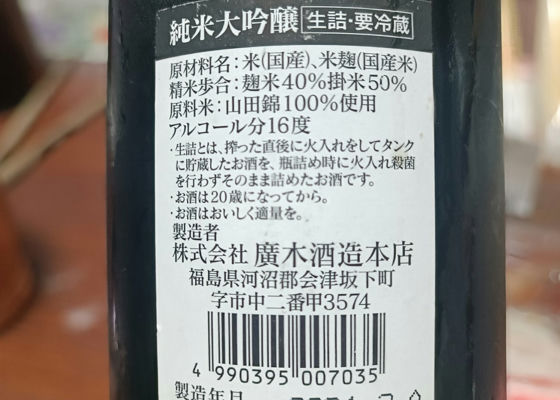 純米大吟醸 生詰・要冷蔵
原材料名：米(国産)、米麹(国産米)
精米歩合：麹米40%掛米50%
原料米：山田錦100%使用
アルコール分16度
・生詰とは、搾った直後に火入れをしてタンク
に貯蔵したお酒を、瓶詰め時に火入れ殺菌
を行わずそのまま詰めたお酒です。
・お酒は20歳になってから。
・お酒はおいしく適量を。
製造者
株式会社 廣木酒造本店
福島県河沼郡会津坂下町
字市中二番甲3574
4 990395 007035
製造年月